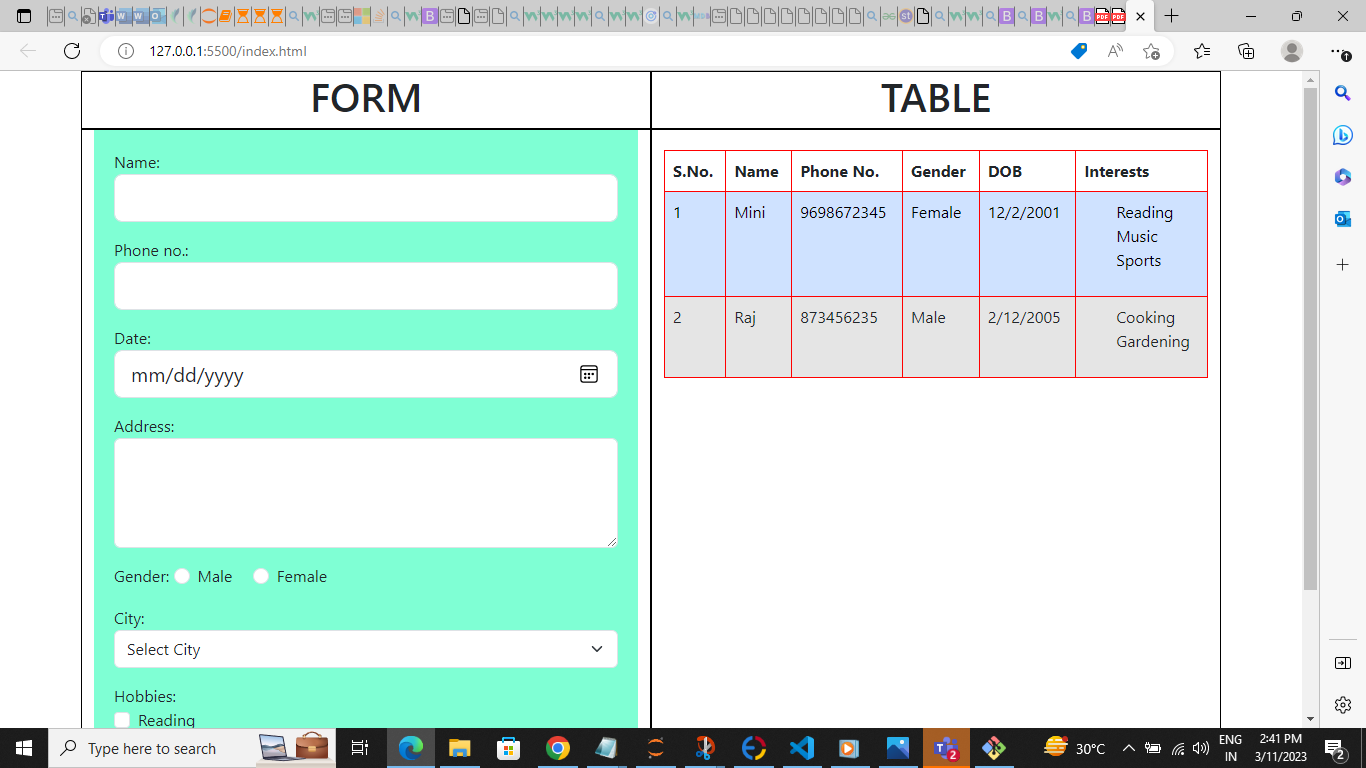 127.0.0.1:5500/index.html
FORM
TABLE
Name:
Phone no.:
Date:
mm/dd/yyyy
Address:
Gender: Male Female
City:
Select City
Hobbies:
Reading
S.No. Name Phone No. Gender DOB Interests
1 Mini 9698672345 Female 12/2/2001 Reading
Music
Sports
2 Raj 873456235 Male 2/12/2005 Cooking
Gardening
Type here to search
30°C
ENG
IN
2:41 PM
3/11/2023
2
2